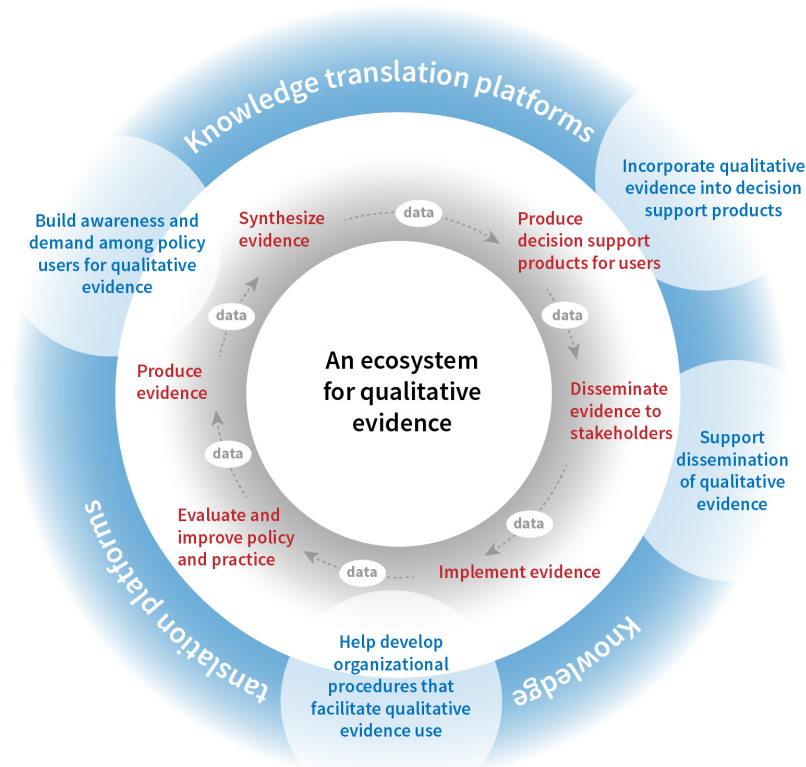 Knowledge translation platforms
Incorporate qualitative
evidence into decision
support products
Build awareness and
demand among policy
users for qualitative
evidence
Synthesize
evidence
data
Produce
decision support
products for users
data
data
An ecosystem
for qualitative
evidence
Produce
evidence
Disseminate
evidence to
stakeholders
Support
dissemination
of qualitative
evidence
data
Evaluate and
improve policy
and practice
data
data
Implement evidence
Help develop
organizational
procedures that
facilitate qualitative
evidence use
Knowledge
tanslation platforms